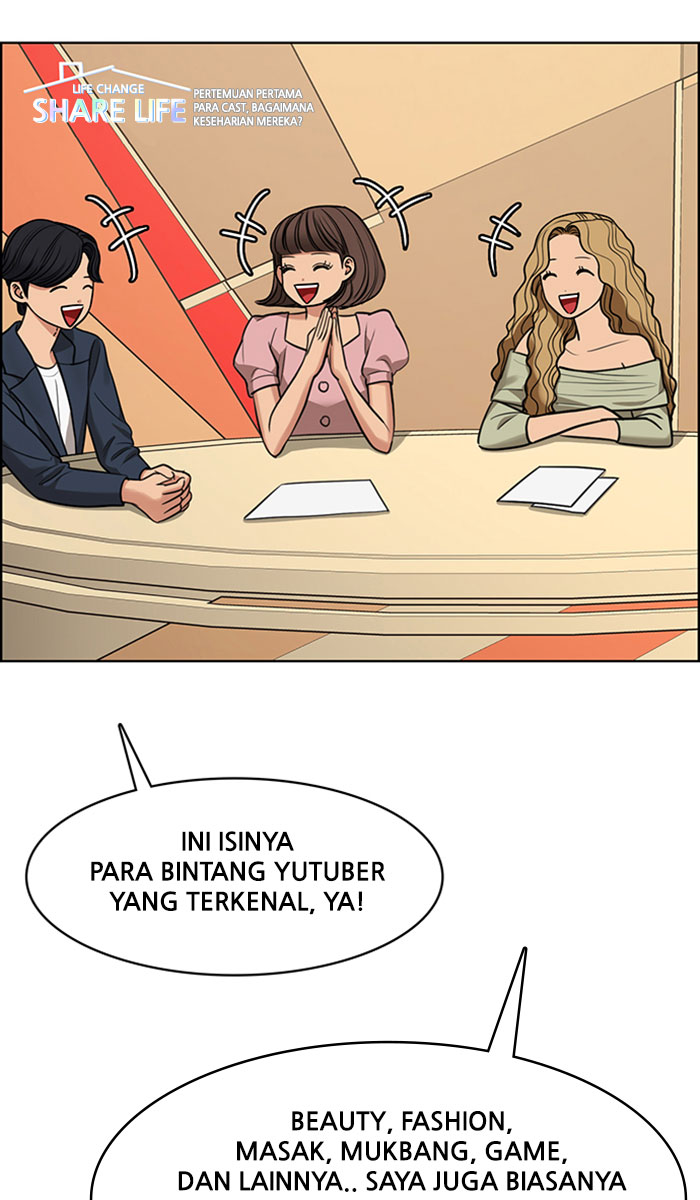 LIFE CHANGE
SHARE LIFE
PERTEMUAN PERTAMA
PARA CAST, BAGAIMANA
KESEHARIAN MEREKA?
INI ISINYA
PARA BINTANG YUTUBER
YANG TERKENAL, YA!
BEAUTY, FASHION,
MASAK, MUKBANG, GAME,
DAN LAINNYA.. SAYA JUGA BIASANYA